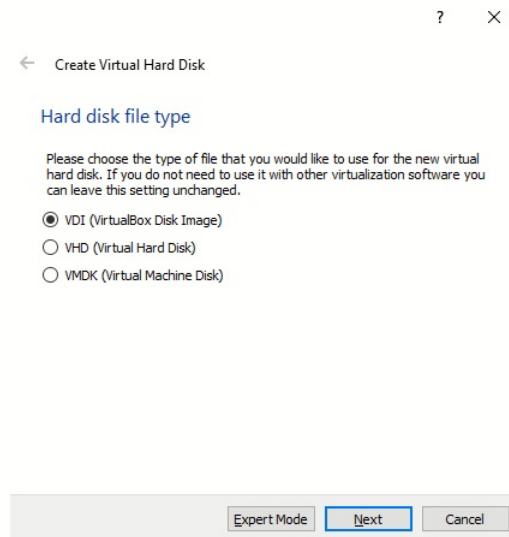 ?
Create Virtual Hard Disk
Hard disk file type
Please choose the type of file that you would like to use for the new virtual
hard disk. If you do not need to use it with other virtualization software you
can leave this setting unchanged.
VDI (VirtualBox Disk Image)
VHD (Virtual Hard Disk)
VMDK (Virtual Machine Disk)
Expert Mode Next Cancel